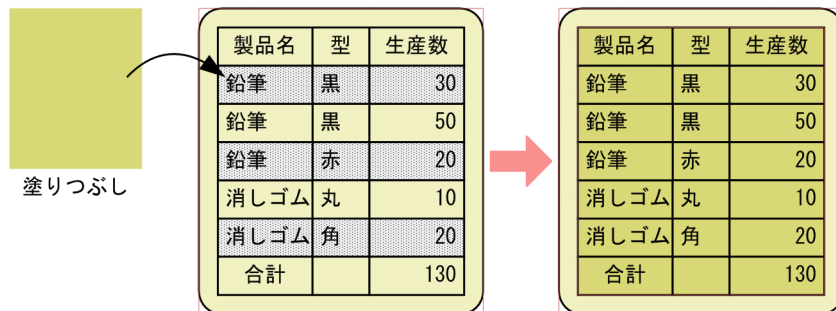 塗りつぶし
製品名 型 生産数
鉛筆 黒 30
鉛筆 黒 50
鉛筆 赤 20
消しゴム 丸 10
消しゴム 角 20
合計 130
製品名 型 生産数
鉛筆 黒 30
鉛筆 黒 50
鉛筆 赤 20
消しゴム 丸 10
消しゴム 角 20
合計 130